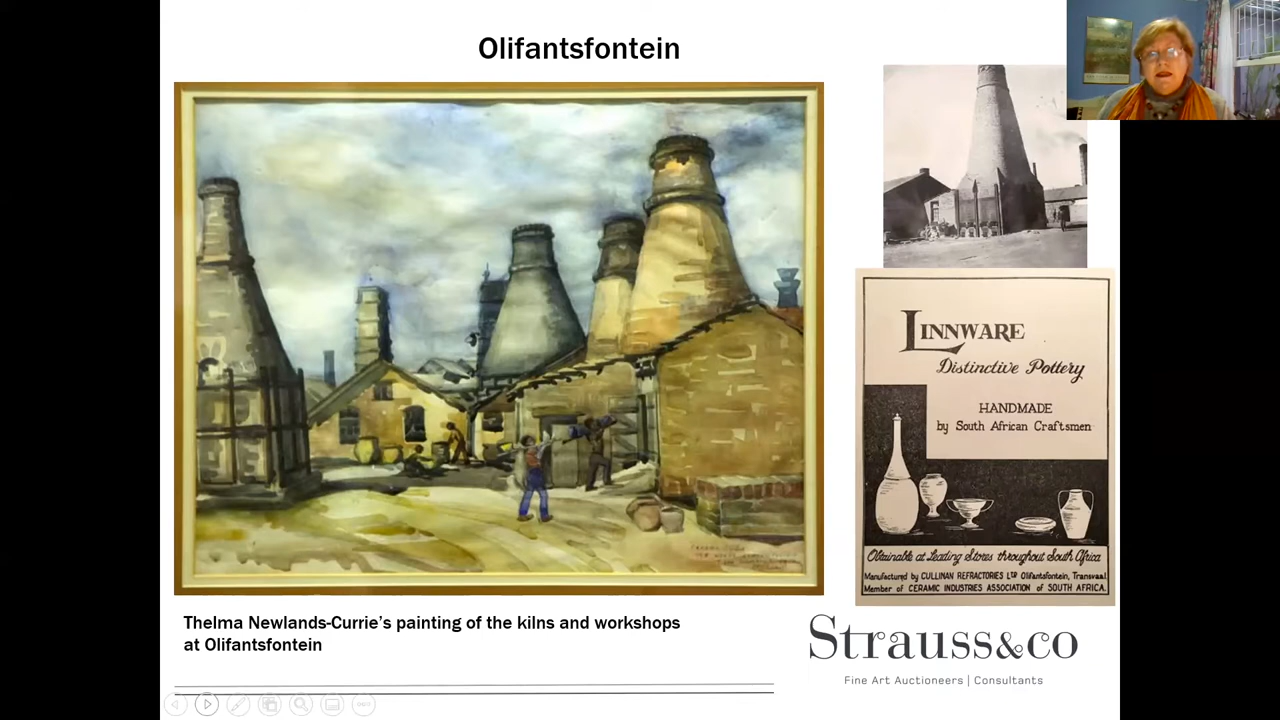 Olifantsfontein
LINNWARE
Distinctive Pottery
HANDMADE
by South African Craftsmen
Obtainable at Leading Stores throughout South Africa
Manufactured by CULLINAN REFRACTORIES LTD Olifantsfontein, Transvaal.
Member of CERAMIC INDUSTRIES ASSOCIATION of SOUTH AFRICA.
Thelma Newlands-Currie's painting of the kilns and workshops
at Olifantsfontein
Strauss&co
Fine Art Auctioneers | Consultants